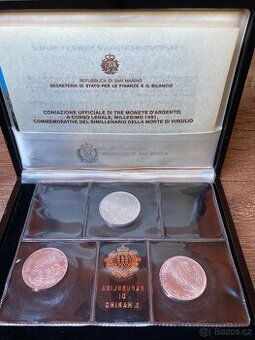 REPUBBLICA DI SAN MARINO
SEGRETERIA DI STATO PER LE FINANZE E IL BILANCIO
CONIAZIONE UFFICIALE DI TRE MONETE D'ARGENTO,
A CORSO LEGALE, MILLESIMO 1981,
COMMEMORATIVE DEL BIMILLENARIO DELLA MORTE DI VIRGILIO
REPUBBLICA
DI
S. MARINO